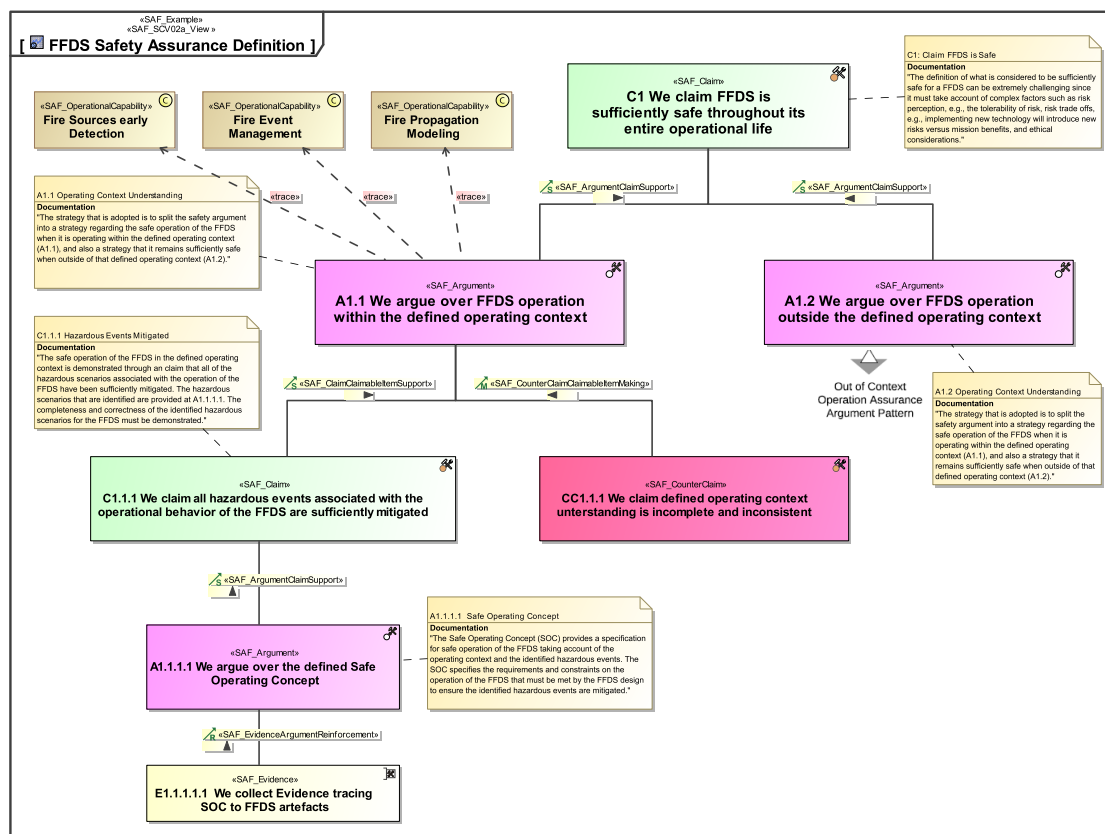 «SAF_Example»
«SAF_SCV02a_View »
[ FFDS Safety Assurance Definition ]
C1: Claim FFDS is Safe
Documentation
"The definition of what is considered to be sufficiently
safe for a FFDS can be extremely challenging since
it must take account of complex factors such as risk
perception, e.g., the tolerability of risk, risk trade offs,
e.g., implementing new technology will introduce new
risks versus mission benefits, and ethical
considerations."
«SAF_Claim»
C1 We claim FFDS is
sufficiently safe throughout its
entire operational life
C
«SAF_OperationalCapability»
Fire Sources early
Detection
C
«SAF_OperationalCapability»
Fire Event
Management
C
«SAF_OperationalCapability»
Fire Propagation
Modeling
«trace»
«trace»
«trace»
S «SAF_ArgumentClaimSupport»
S «SAF_ArgumentClaimSupport»
A1.1 Operating Context Understanding
Documentation
"The strategy that is adopted is to split the safety argument
into a strategy regarding the safe operation of the FFDS
when it is operating within the defined operating context
(A1.1), and also a strategy that it remains sufficiently safe
when outside of that defined operating context (A1.2)."
«SAF_Argument»
A1.1 We argue over FFDS operation
within the defined operating context
«SAF_Argument»
A1.2 We argue over FFDS operation
outside the defined operating context
Out of Context
Operation Assurance
Argument Pattern
C1.1.1 Hazardous Events Mitigated
Documentation
"The safe operation of the FFDS in the defined operating
context is demonstrated through an claim that all of the
hazardous scenarios associated with the operation of the
FFDS have been sufficiently mitigated. The hazardous
scenarios that are identified are provided at A1.1.1.1. The
completeness and correctness of the identified hazardous
scenarios for the FFDS must be demonstrated."
S «SAF_ClaimClaimableItemSupport»
M «SAF_CounterClaimClaimableItemMaking»
A1.2 Operating Context Understanding
Documentation
"The strategy that is adopted is to split the
safety argument into a strategy regarding the
safe operation of the FFDS when it is
operating within the defined operating
context (A1.1), and also a strategy that it
remains sufficiently safe when outside of that
defined operating context (A1.2)."
«SAF_Claim»
C1.1.1 We claim all hazardous events associated with the
operational behavior of the FFDS are sufficiently mitigated
«SAF_CounterClaim»
CC1.1.1 We claim defined operating context
unterstanding is incomplete and inconsistent
S «SAF_ArgumentClaimSupport»
«SAF_Argument»
A1.1.1.1 We argue over the defined Safe
Operating Concept
A1.1.1.1 Safe Operating Concept
Documentation
"The Safe Operating Concept (SOC) provides a specification
for safe operation of the FFDS taking account of the
operating context and the identified hazardous events. The
SOC specifies the requirements and constraints on the
operation of the FFDS that must be met by the FFDS design
to ensure the identified hazardous events are mitigated."
R «SAF_EvidenceArgumentReinforcement»
«SAF_Evidence»
E1.1.1.1.1 We collect Evidence tracing
SOC to FFDS artefacts